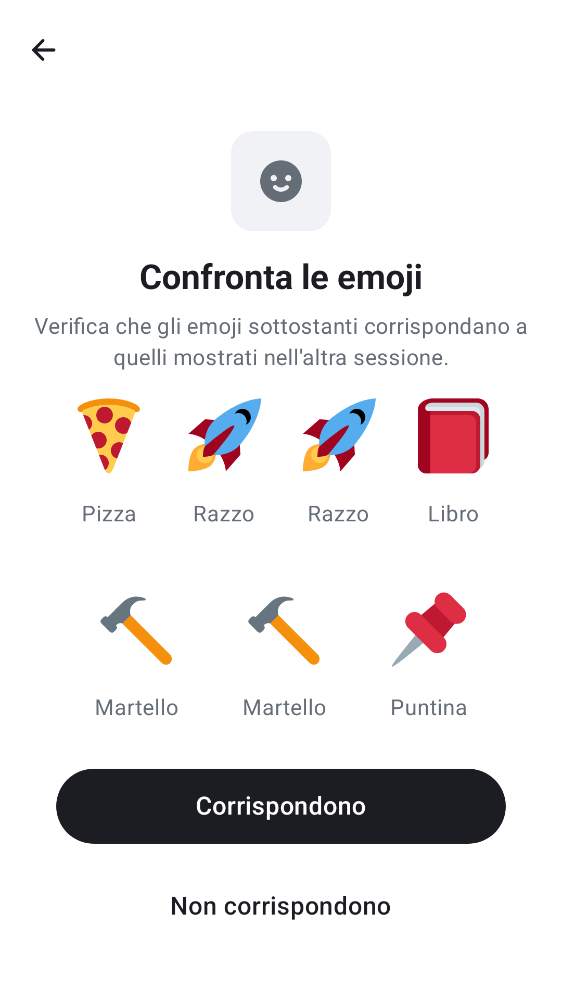 Confronta le emoji
Verifica che gli emoji sottostanti corrispondano a
quelli mostrati nell'altra sessione.
Pizza Razzo Razzo Libro
Martello Martello Puntina
Corrispondono
Non corrispondono